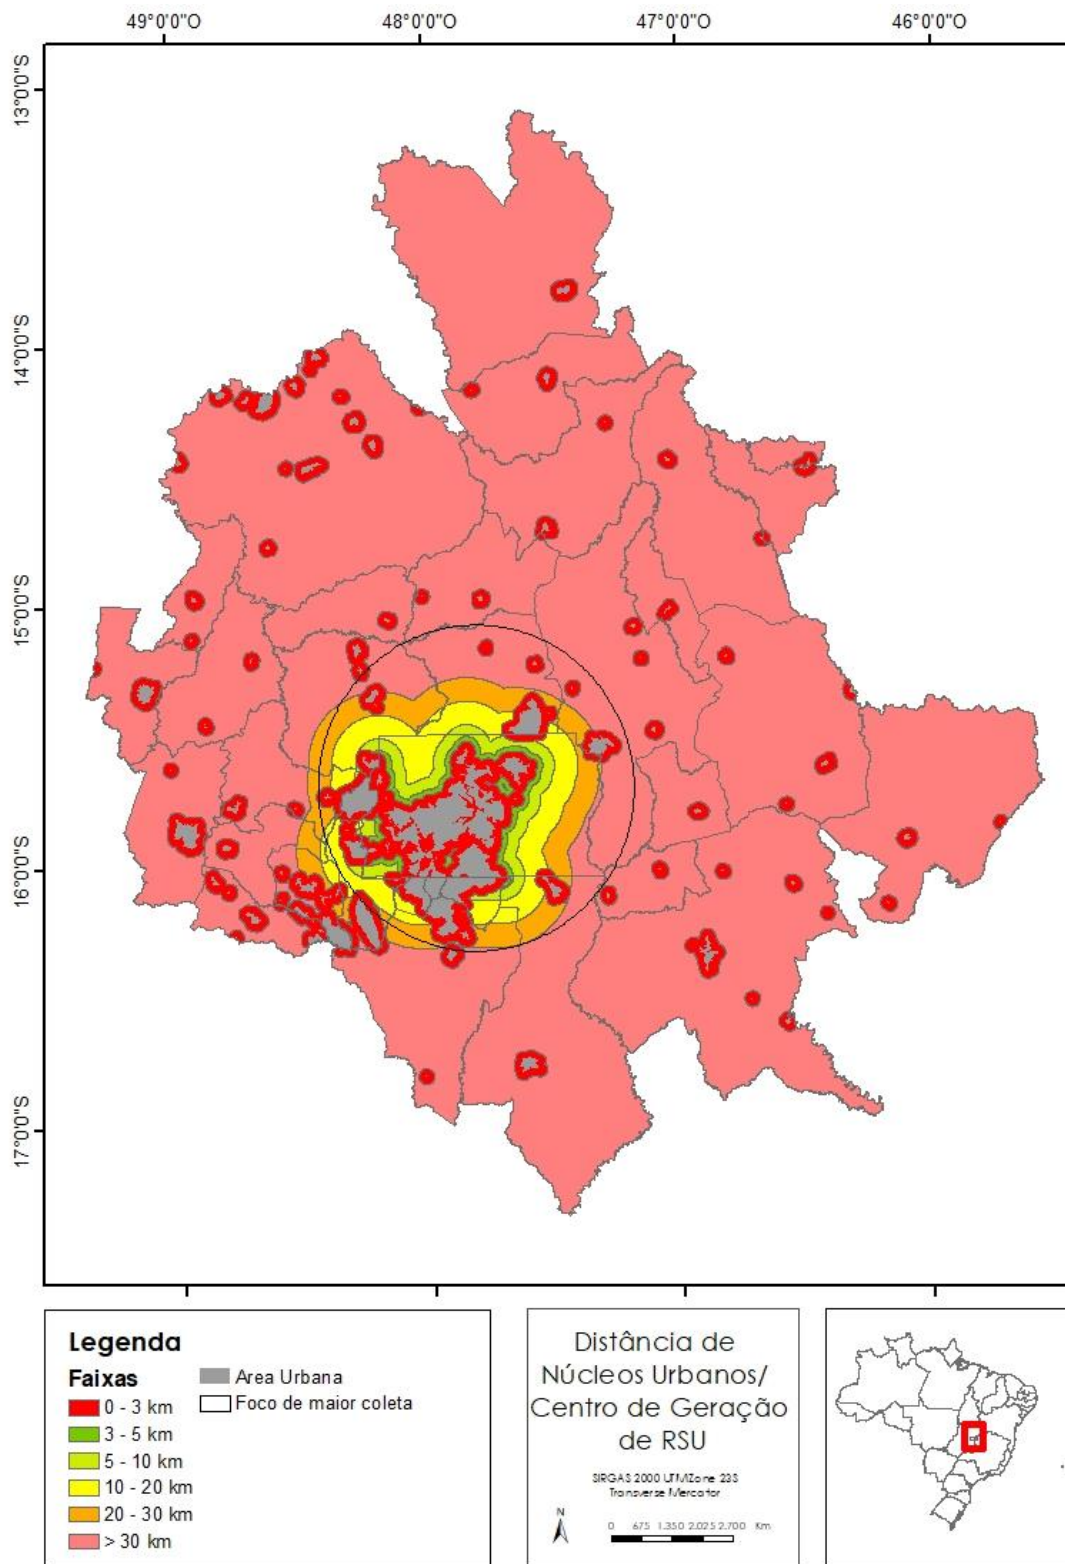 49°0'0"O
48°0'0"O
47°0'0"O
46°0'0"O
13°0'0"S
14°0'0"S
15°0'0"S
16°0'0"S
17°0'0"S
Legenda
Faixas
0 - 3 km
3 - 5 km
5 - 10 km
10 - 20 km
20 - 30 km
> 30 km
Area Urbana
Foco de maior coleta
Distância de
Núcleos Urbanos/
Centro de Geração
de RSU
SIRGAS 2000 UTM Zone 23S
Transverse Mercator
N
0 675 1.350 2.025 2.700 Km